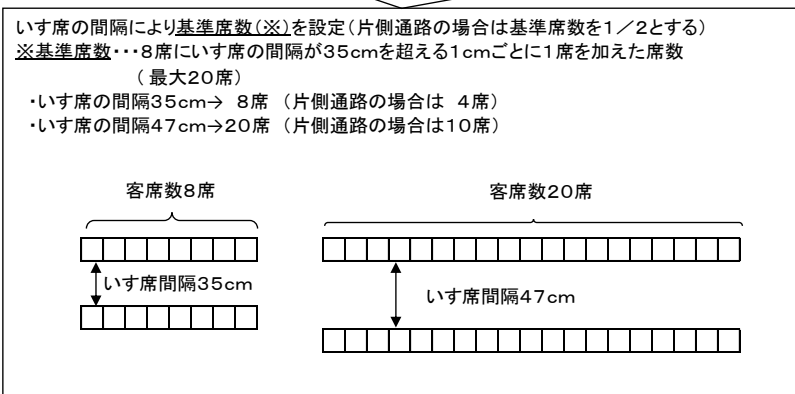 いす席の間隔により基準席数(※)を設定(片側通路の場合は基準席数を1/2とする)
※基準席数・・・8席にいす席の間隔が35cmを超える1cmごとに1席を加えた席数
(最大20席)
・いす席の間隔35cm→ 8席 (片側通路の場合は 4席)
・いす席の間隔47cm→20席 (片側通路の場合は10席)
客席数8席
客席数20席
いす席間隔35cm
いす席間隔47cm